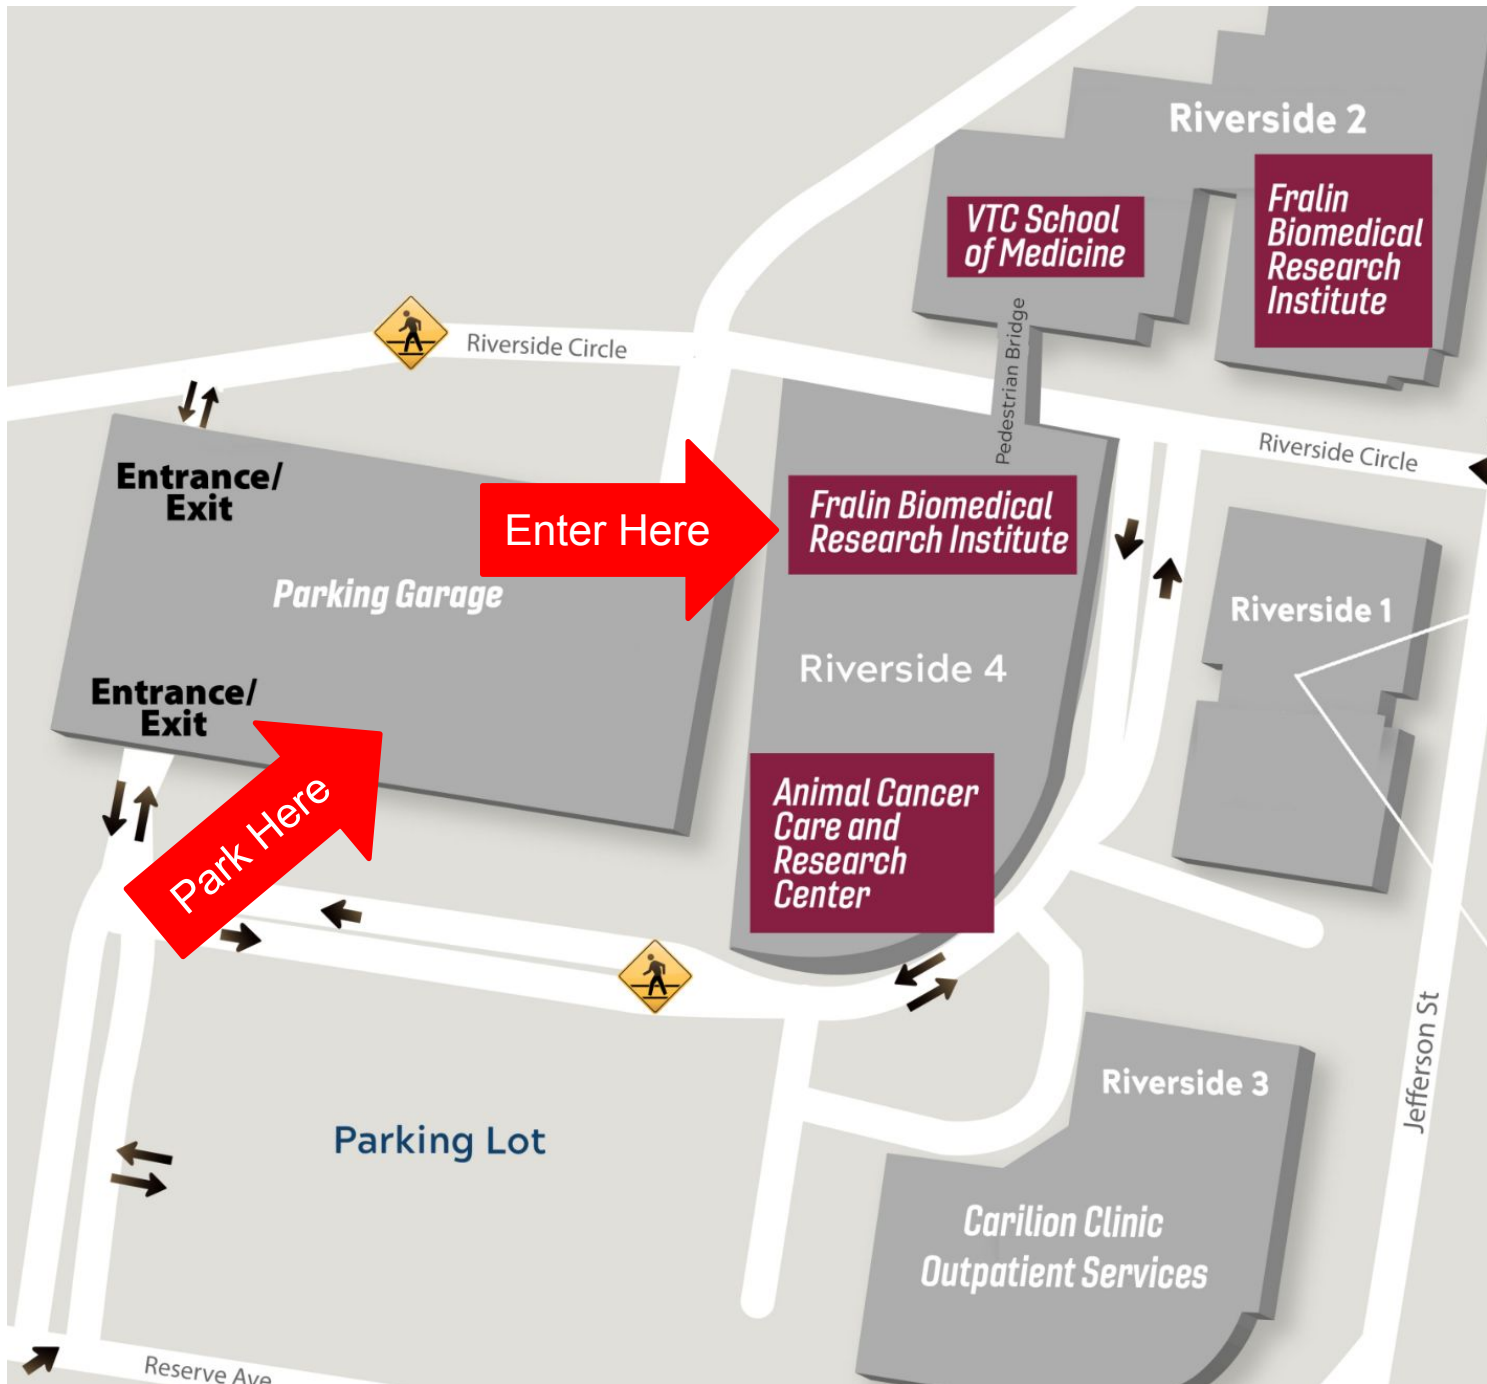 Riverside 2
VTC School
of Medicine
Fralin
Biomedical
Research
Institute
Pedestrian Bridge
Riverside Circle
Riverside Circle
Entrance/
Exit
Enter Here
Fralin Biomedical
Research Institute
Parking Garage
Riverside 1
Riverside 4
Entrance/
Exit
Park Here
Animal Cancer
Care and
Research
Center
Jefferson St
Riverside 3
Parking Lot
Carilion Clinic
Outpatient Services
Reserve Ave